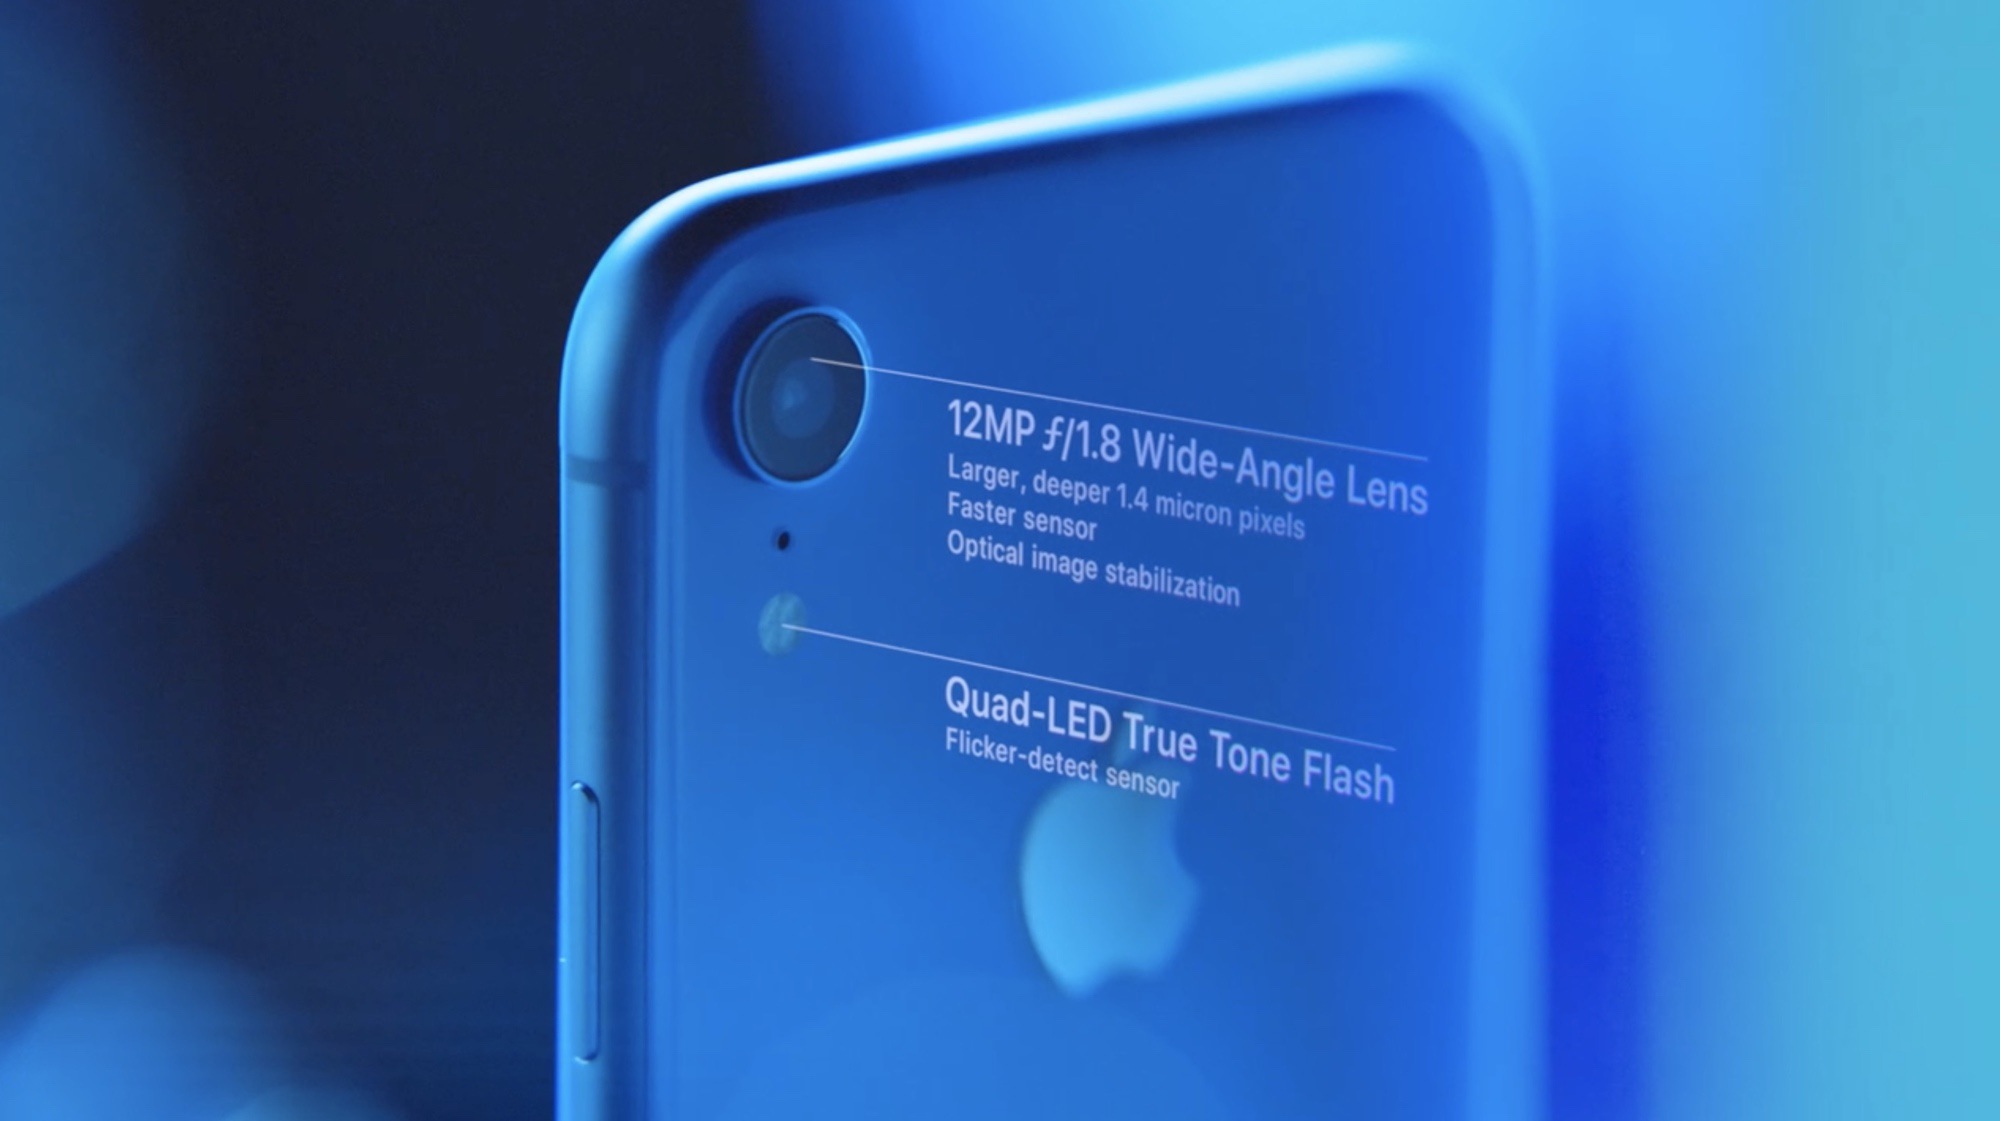 12MP ƒ/1.8 Wide-Angle Lens
Larger, deeper 1.4 micron pixels
Faster sensor
Optical image stabilization
Quad-LED True Tone Flash
Flicker-detect sensor